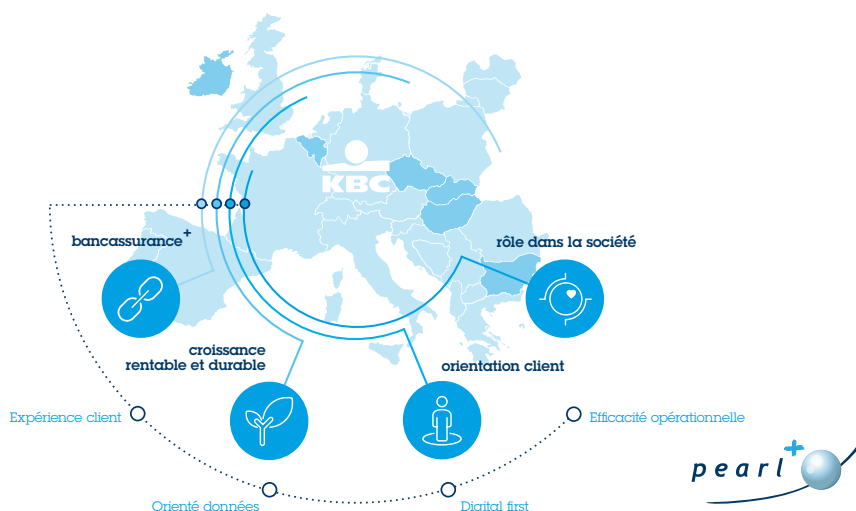 KBC
bancassurance+
rôle dans la société
croissance
rentable et durable
orientation client
Expérience client
Efficacité opérationnelle
pearl+
Orienté données
Digital first